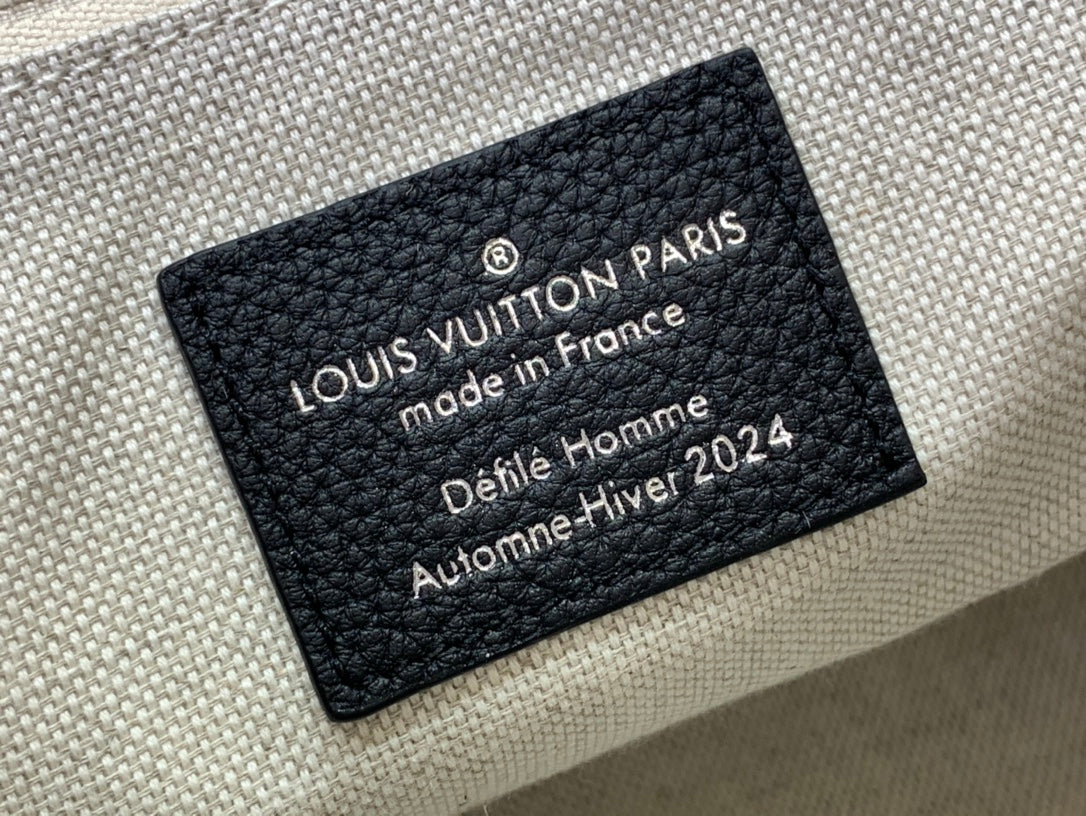 ®
LOUIS VUITTON PARIS
made in France
Défilé Homme
Automne-Hiver 2024